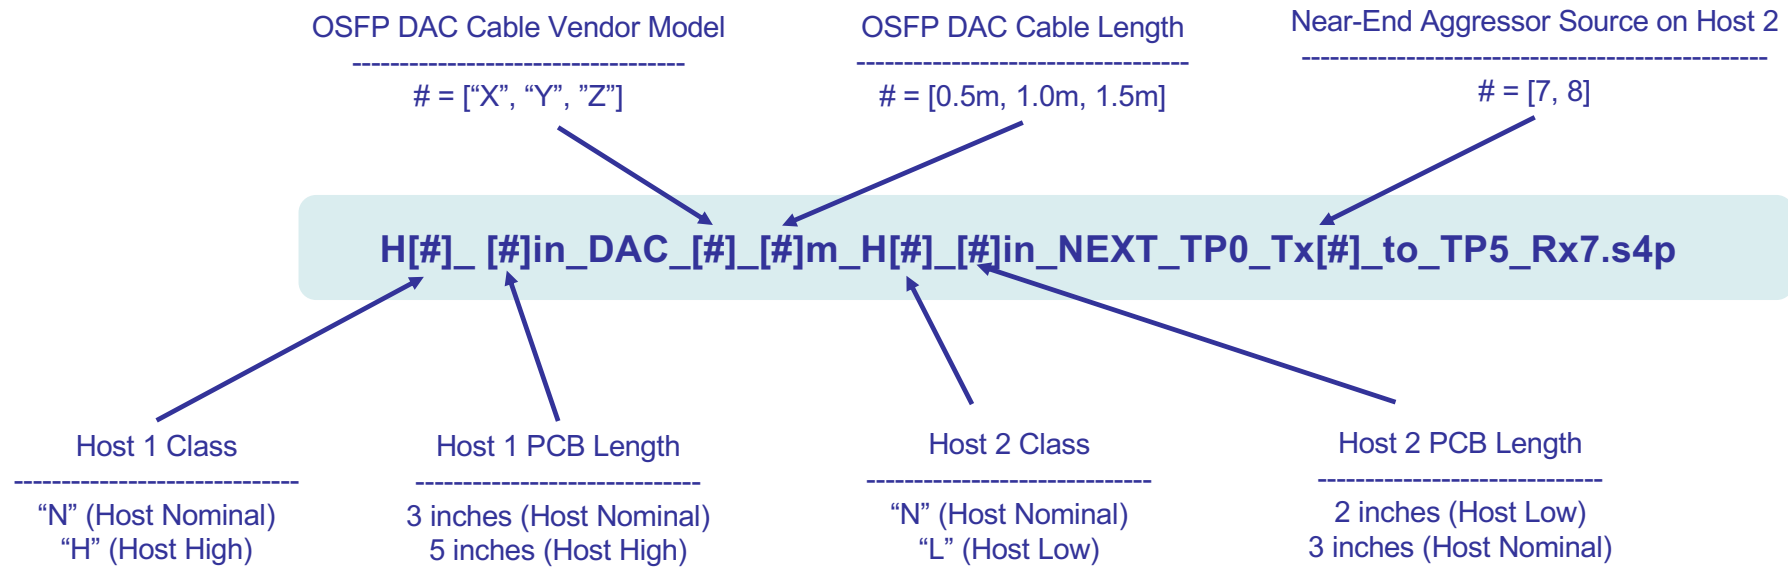 OSFP DAC Cable Vendor Model
-----------------------------------
# = [“X”, “Y”, ”Z”]
OSFP DAC Cable Length
-----------------------------------
# = [0.5m, 1.0m, 1.5m]
Near-End Aggressor Source on Host 2
-------------------------------------------------
# = [7, 8]
H[#]_ [#]in_DAC_[#]_[#]m_H[#]_[#]in_NEXT_TP0_Tx[#]_to_TP5_Rx7.s4p
Host 1 Class
------------------------------
“N” (Host Nominal)
“H” (Host High)
Host 1 PCB Length
------------------------------
3 inches (Host Nominal)
5 inches (Host High)
Host 2 Class
------------------------------
“N” (Host Nominal)
“L” (Host Low)
Host 2 PCB Length
------------------------------
2 inches (Host Low)
3 inches (Host Nominal)